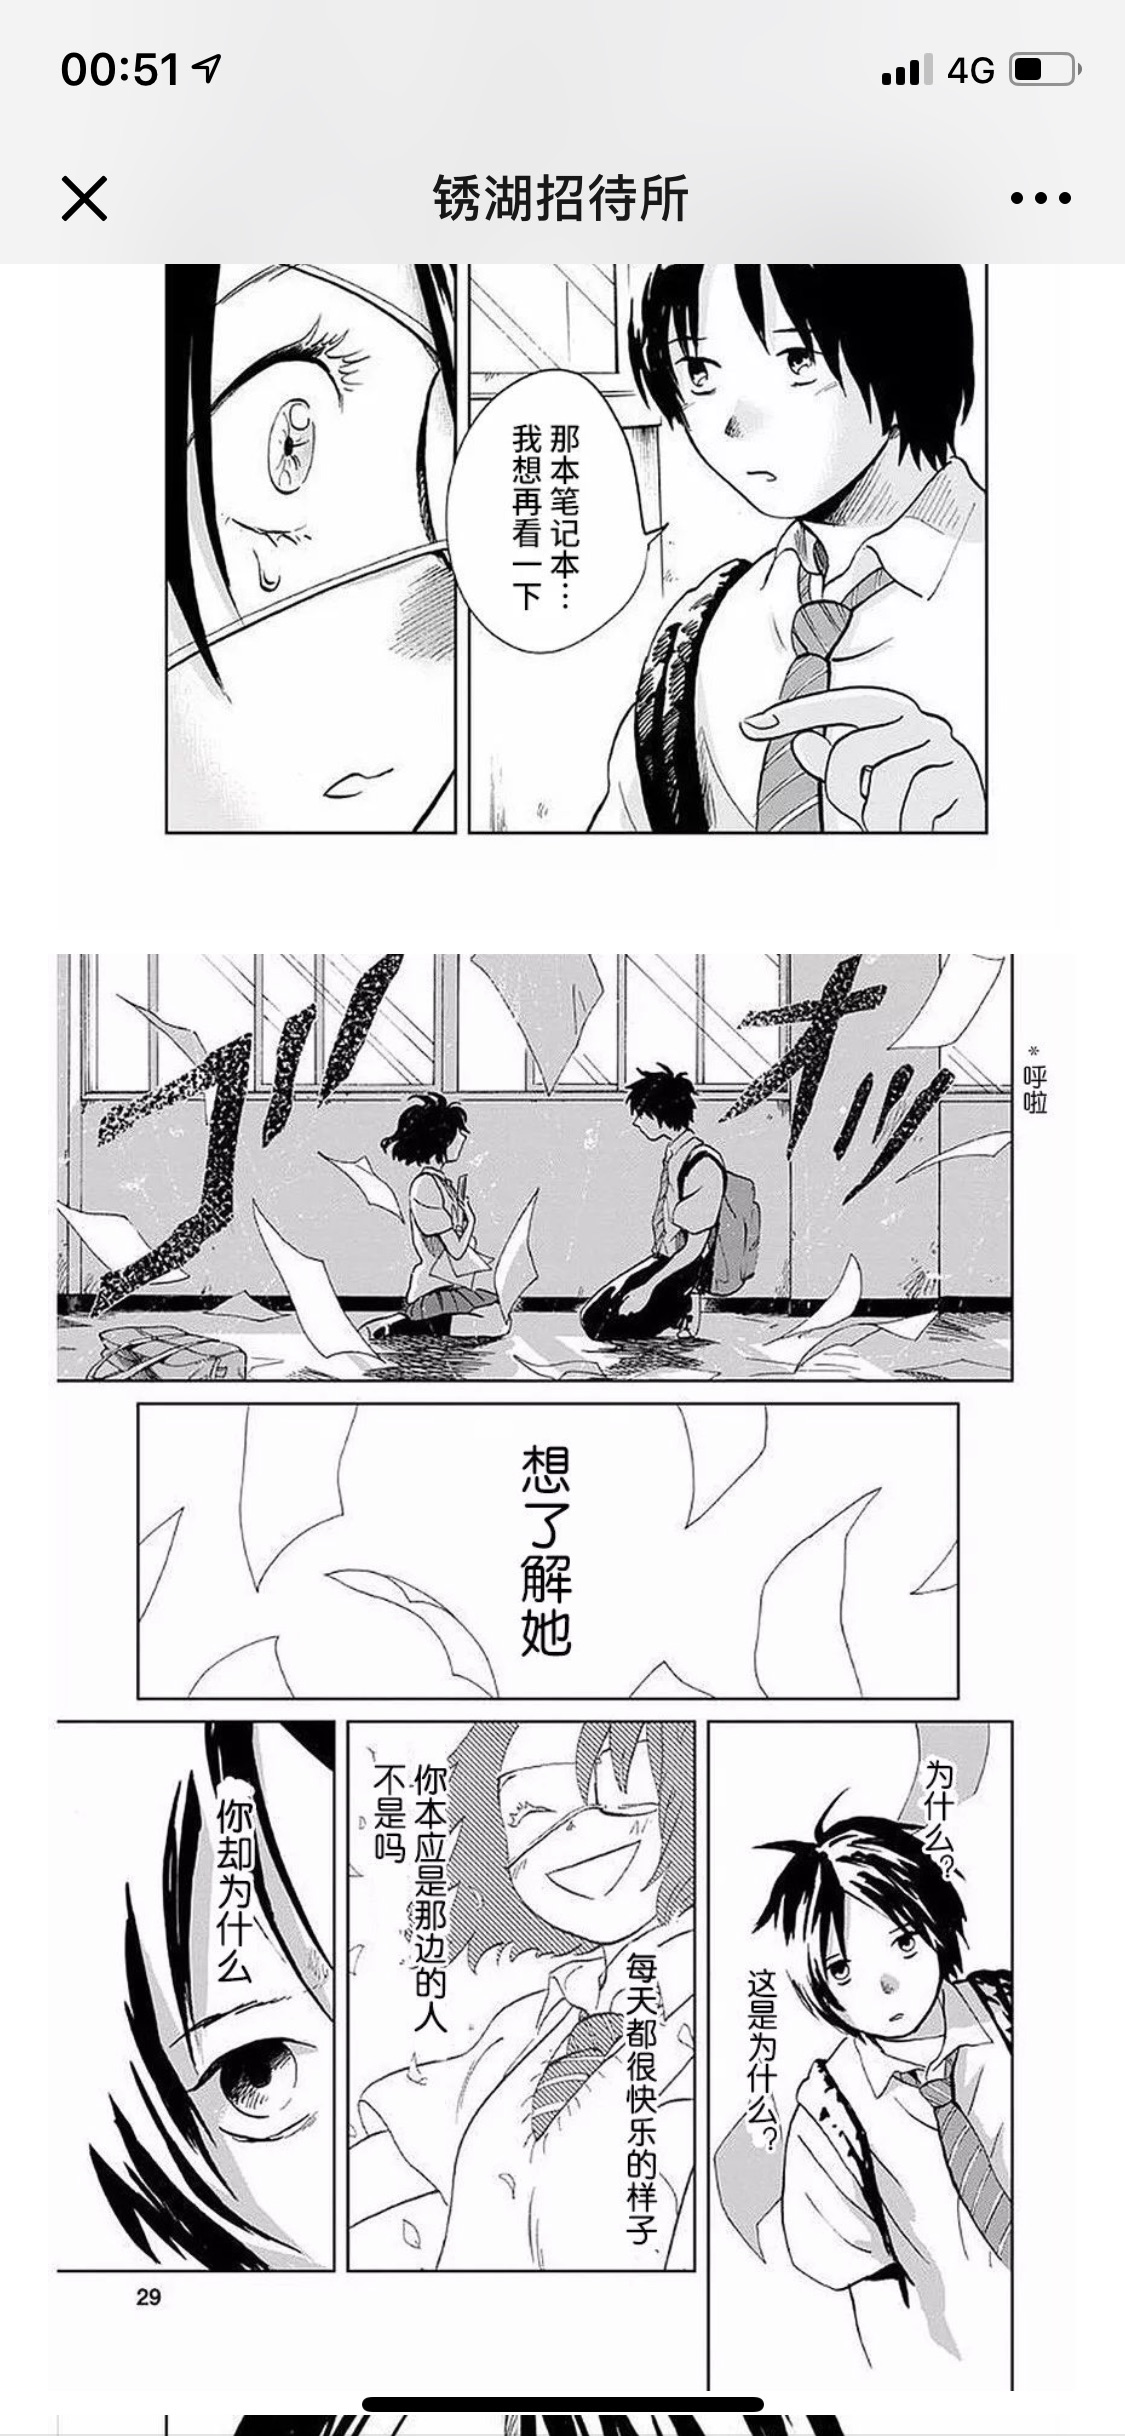 00:51
4G
锈湖招待所
那本笔记本…
我想再看一下
*呼啦
想了解她
为什么?
这是为什么?
每天都很快乐的样子
你本应是那边的人
不是吗
你却为什么
29